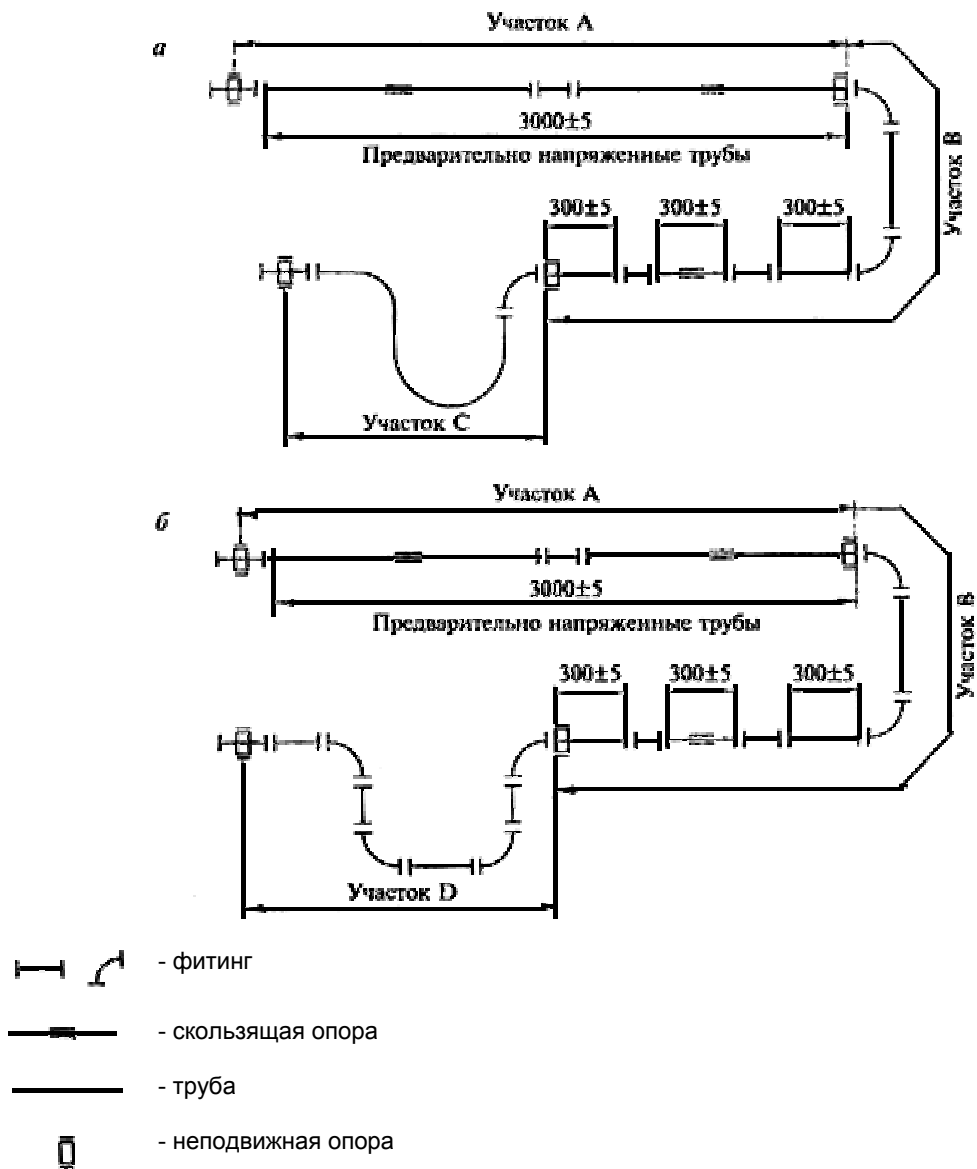 а
Участок А
3000±5
Предварительно напряженные трубы
Участок В
300±5 300±5 300±5
Участок С
б
Участок А
3000±5
Предварительно напряженные трубы
Участок В
300±5 300±5 300±5
Участок D
- фитинг
- скользящая опора
- труба
- неподвижная опора